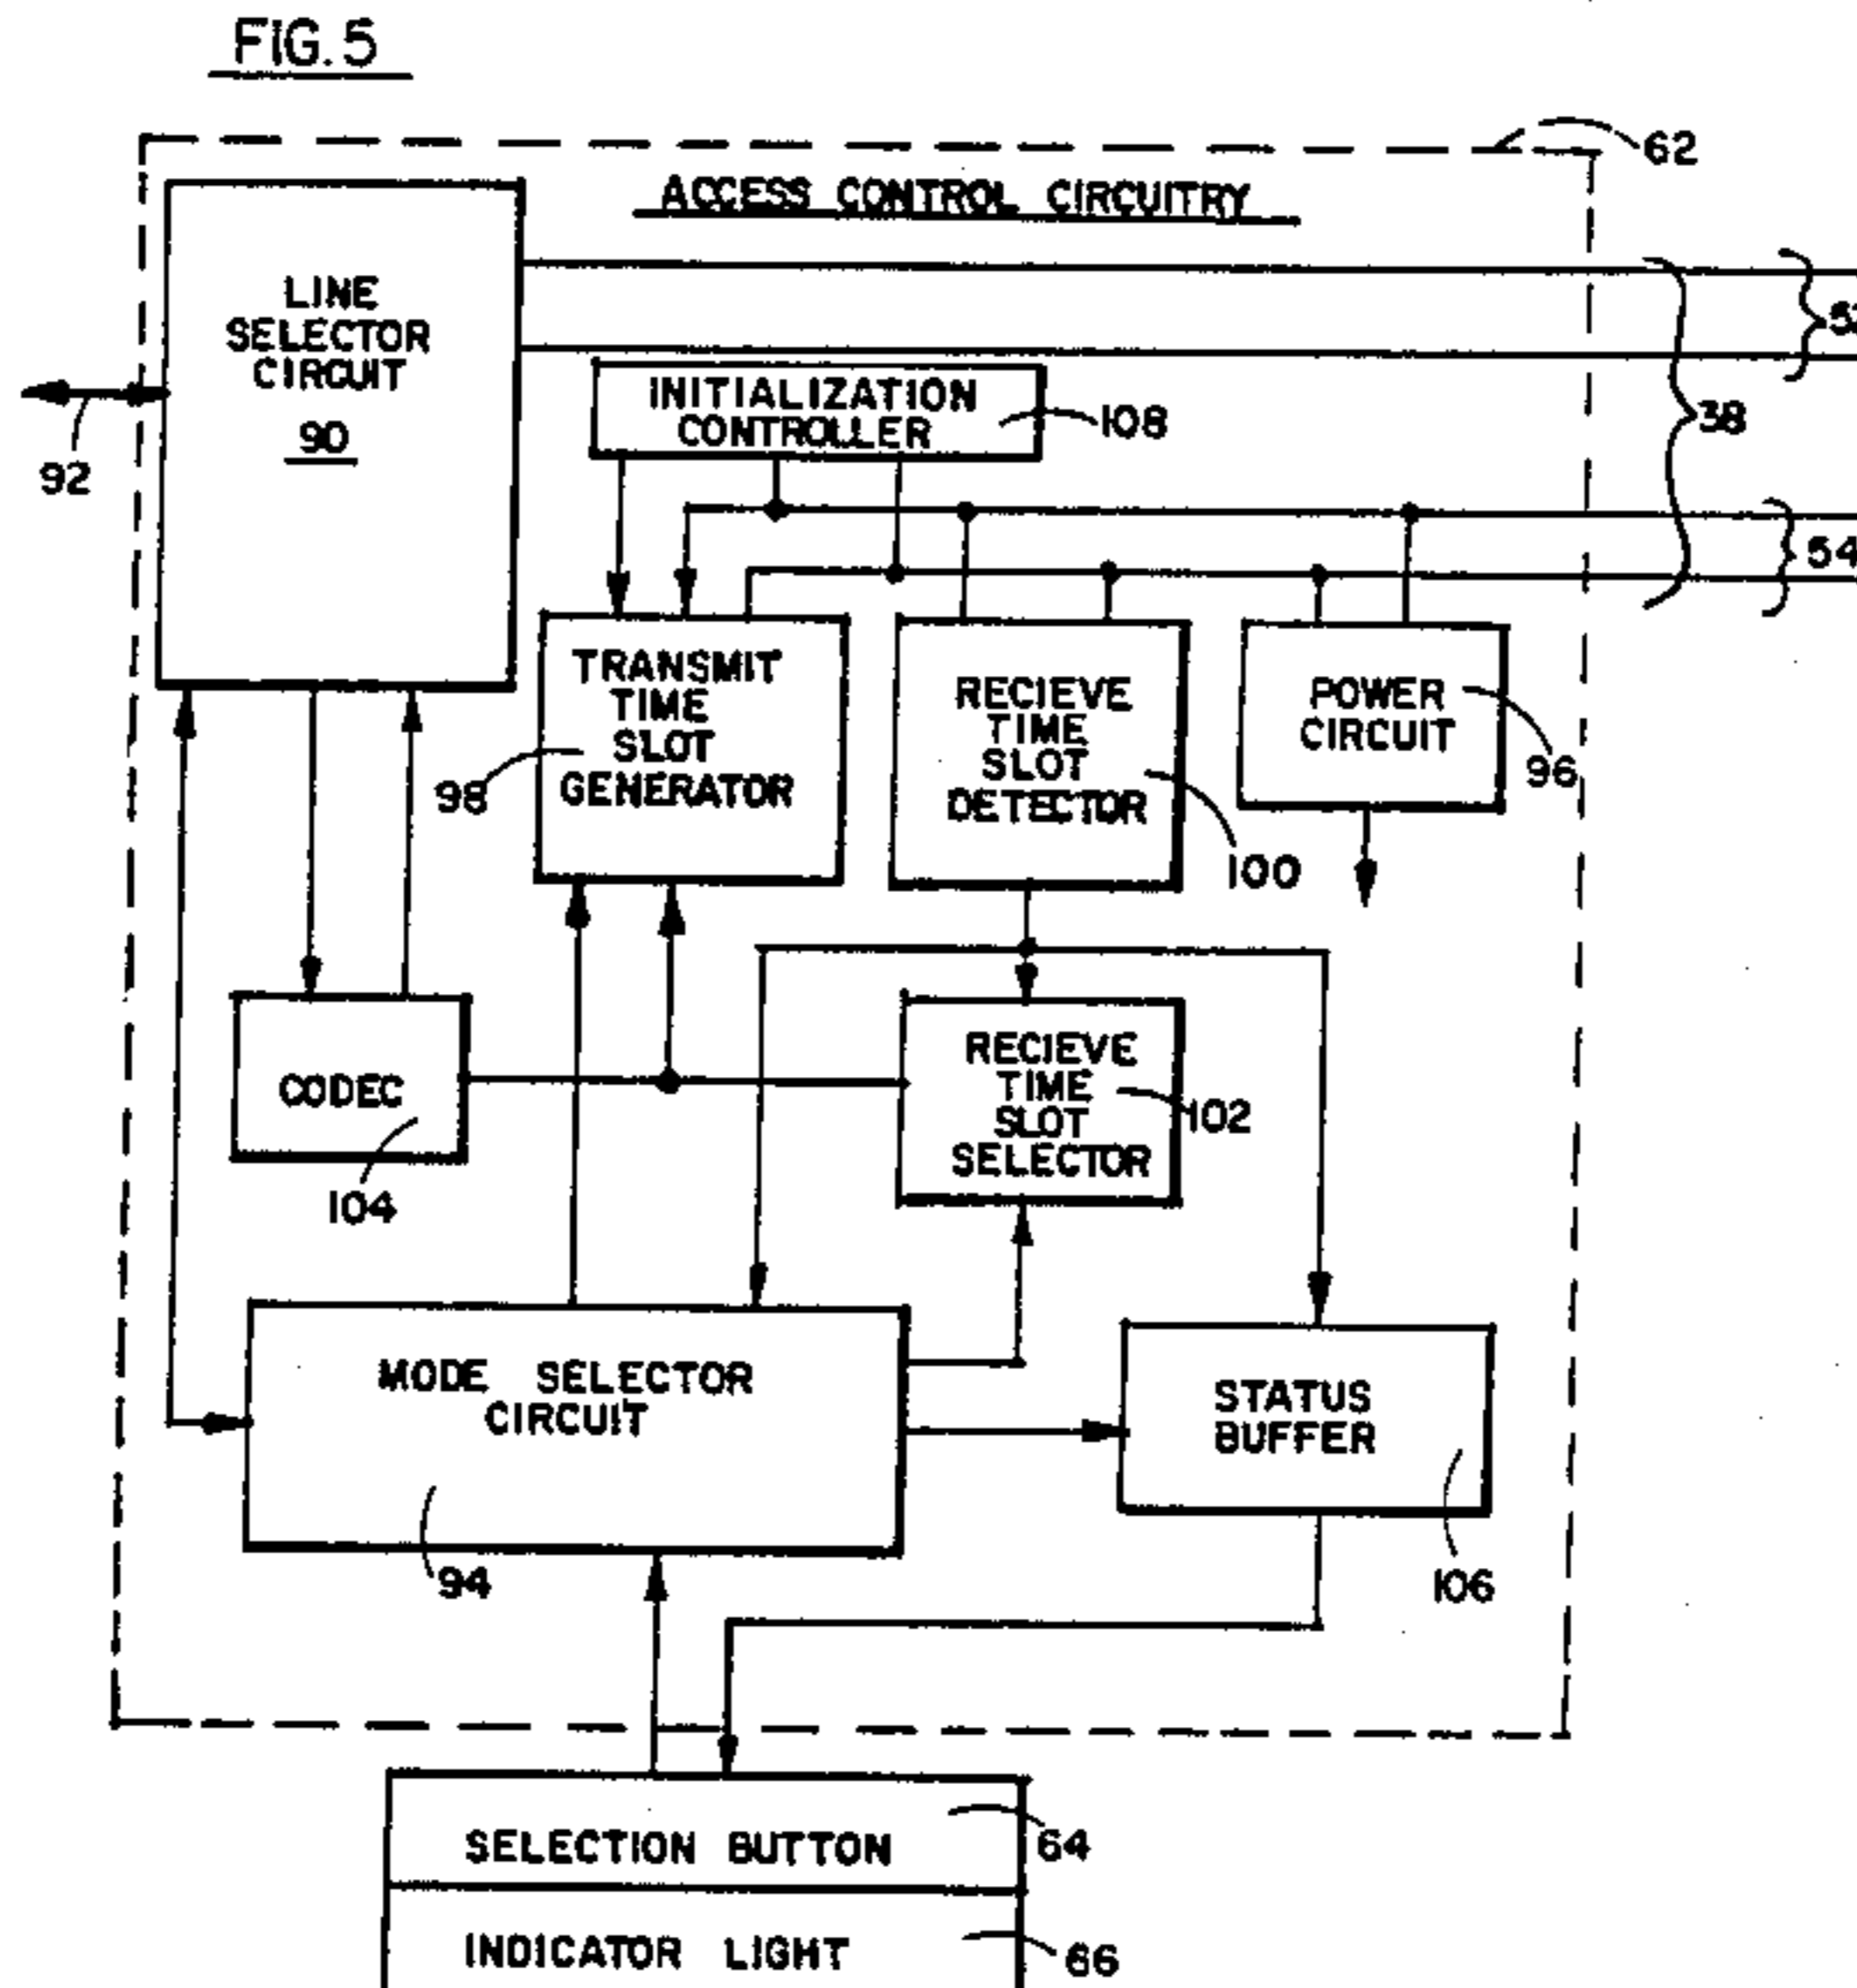 FIG. 5
62
ACCESS CONTROL CIRCUITRY
LINE
SELECTOR
CIRCUIT
90
92
INITIALIZATION
CONTROLLER
108
38
54
TRANSMIT
TIME
SLOT
GENERATOR
98
RECIEVE
TIME
SLOT
DETECTOR
100
POWER
CIRCUIT
96
CODEC
104
RECIEVE
TIME
SLOT
SELECTOR
102
MODE SELECTOR
CIRCUIT
94
STATUS
BUFFER
106
SELECTION BUTTON
64
INDICATOR LIGHT
66